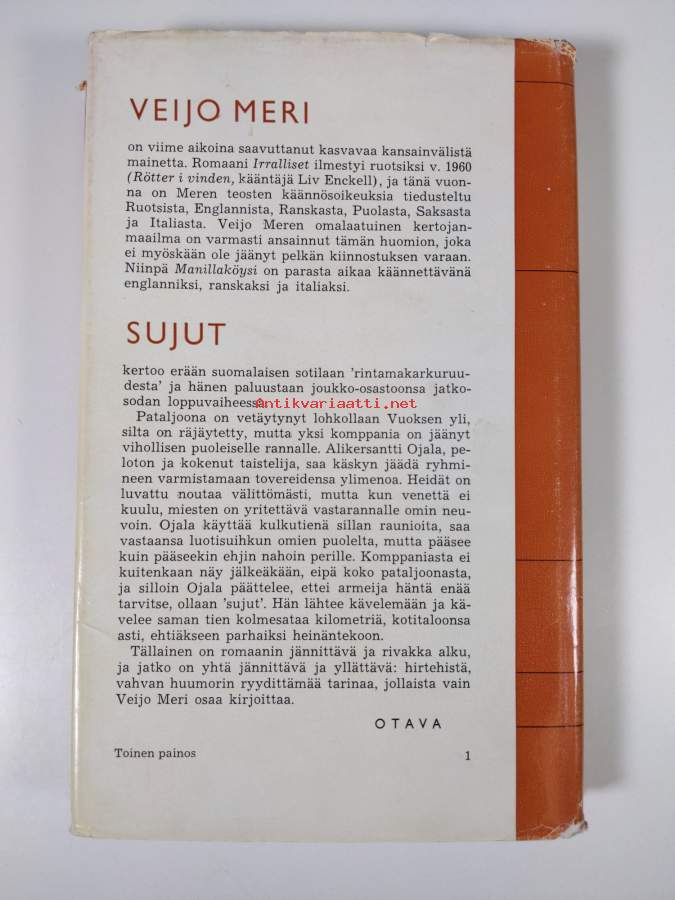 VEIJO MERI
on viime aikoina saavuttanut kasvavaa kansainvälistä
mainetta. Romaani Irralliset ilmestyi ruotsiksi v. 1960
(Rötter i vinden, kääntäjä Liv Enckell), ja tänä vuon-
na on Meren teosten käännösoikeuksia tiedusteltu
Ruotsista, Englannista, Ranskasta, Puolasta, Saksasta
ja Italiasta. Veijo Meren omalaatuinen kertojan-
maailma on varmasti ansainnut tämän huomion, joka
ei myöskään ole jäänyt pelkän kiinnostuksen varaan.
Niinpä Manillaköysi on parasta aikaa käännettävänä
englanniksi, ranskaksi ja italiaksi.
SUJUT
kertoo erään suomalaisen sotilaan 'rintamakarkuruu-
desta' ja hänen paluustaan joukko-osastoonsa jatko-
sodan loppuvaiheessa
antikvariaatti.net
Pataljoona on vetäytynyt lohkollaan Vuoksen yli,
silta on räjäytetty, mutta yksi komppania on jäänyt
vihollisen puoleiselle rannalle. Alikersantti Ojala, pe-
loton ja kokenut taistelija, saa käskyn jäädä ryhmi-
neen varmistamaan tovereidensa ylimenoa. Heidät on
luvattu noutaa välittömästi, mutta kun venettä ei
kuulu, miesten on yritettävä vastarannalle omin neu-
voin. Ojala käyttää kulkutienä sillan raunioita, saa
vastaansa luotisuihkun omien puolelta, mutta pääsee
kuin pääseekin ehjin nahoin perille. Komppaniasta ei
kuitenkaan näy jälkeäkään, eipä koko pataljoonasta,
ja silloin Ojala päättelee, ettei armeija häntä enää
tarvitse, ollaan 'sujut'. Hän lähtee kävelemään ja kä-
velee saman tien kolmesataa kilometriä, kotitaloonsa
asti, ehtiäkseen parhaiksi heinäntekoon.
Tällainen on romaanin jännittävä ja rivakka alku,
ja jatko on yhtä jännittävä ja yllättävä: hirtehistä,
vahvan huumorin ryydittämää tarinaa, jollaista vain
Veijo Meri osaa kirjoittaa.
OTAVA
Toinen painos 1